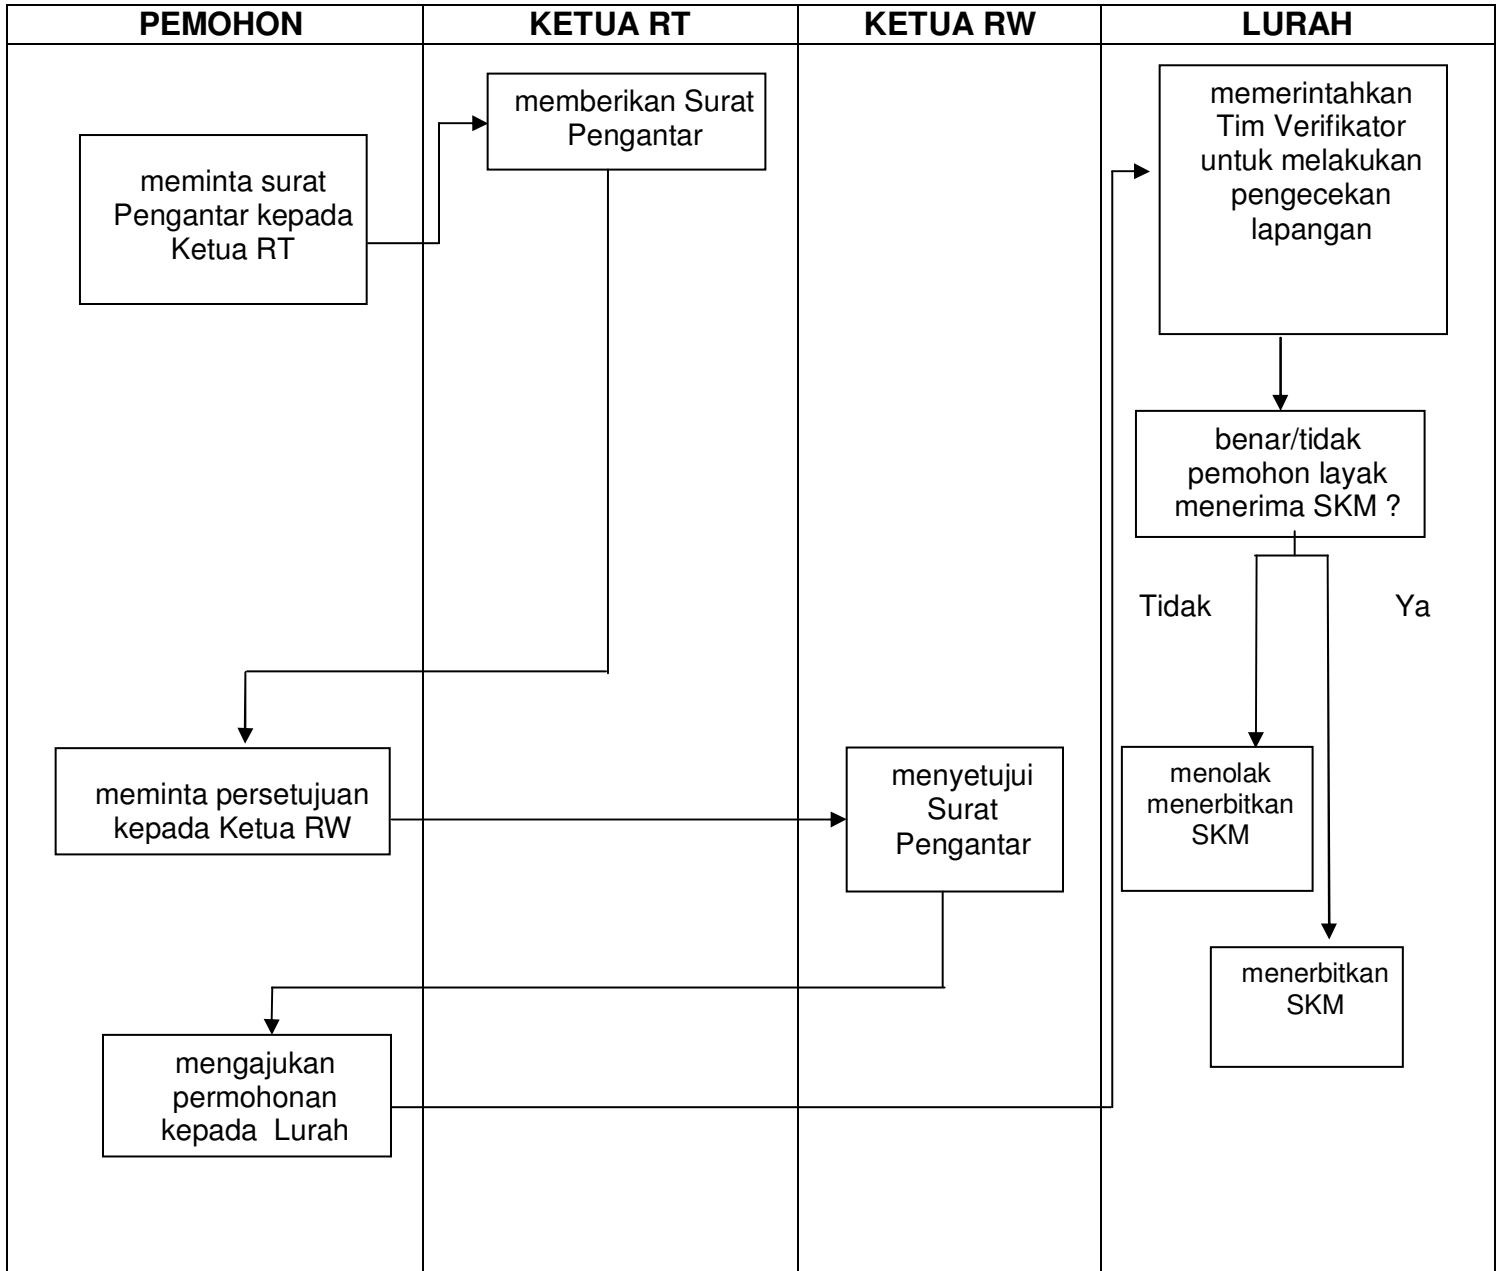 PEMOHON
KETUA RT
KETUA RW
LURAH
meminta surat
Pengantar kepada
Ketua RT
memberikan Surat
Pengantar
meminta persetujuan
kepada Ketua RW
menyetujui
Surat
Pengantar
mengajukan
permohonan
kepada Lurah
memerintahkan
Tim Verifikator
untuk melakukan
pengecekan
lapangan
benar/tidak
pemohon layak
menerima SKM ?
Tidak
Ya
menolak
menerbitkan
SKM
menerbitkan
SKM